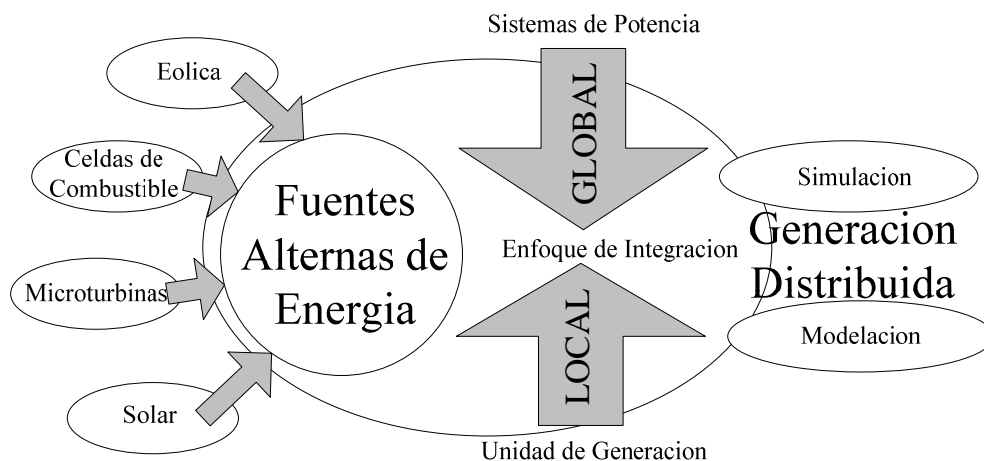 Sistemas de Potencia
Eolica
Celdas de
Combustible
Microturbinas
Solar
Fuentes
Alternas de
Energia
GLOBAL
Enfoque de Integracion
LOCAL
Unidad de Generacion
Simulacion
Generacion
Distribuida
Modelacion